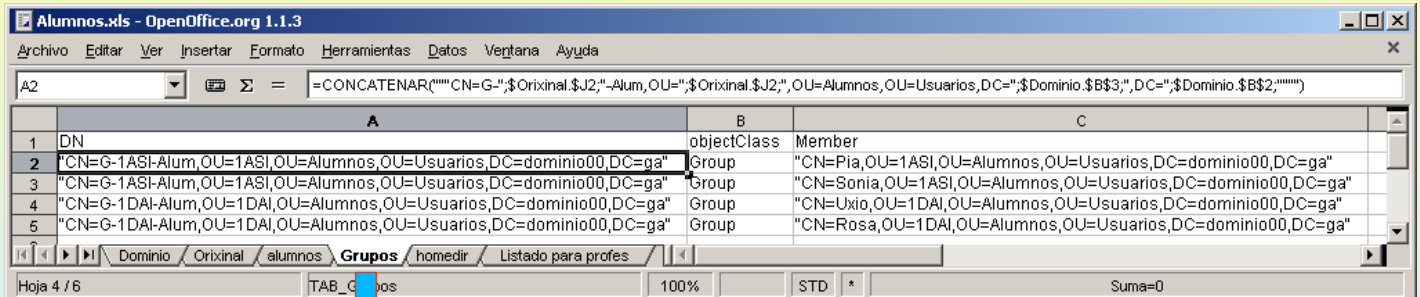 Alumnos.xls - OpenOffice.org 1.1.3
Archivo Editar Ver Insertar Formato Herramientas Datos Ventana Ayuda
A2 Σ = =CONCATENAR("""CN=G-";$Orixinal.$J2;"-Alum,OU=";$Orixinal.$J2;",OU=Alumnos,OU=Usuarios,DC=";$Dominio.$B$3;",DC=";$Dominio.$B$2;"""")
A B C
1 DN objectClass Member
2 "CN=G-1ASI-Alum,OU=1ASI,OU=Alumnos,OU=Usuarios,DC=dominio00,DC=ga" Group "CN=Pia,OU=1ASI,OU=Alumnos,OU=Usuarios,DC=dominio00,DC=ga"
3 "CN=G-1ASI-Alum,OU=1ASI,OU=Alumnos,OU=Usuarios,DC=dominio00,DC=ga" Group "CN=Sonia,OU=1ASI,OU=Alumnos,OU=Usuarios,DC=dominio00,DC=ga"
4 "CN=G-1DAI-Alum,OU=1DAI,OU=Alumnos,OU=Usuarios,DC=dominio00,DC=ga" Group "CN=Uxio,OU=1DAI,OU=Alumnos,OU=Usuarios,DC=dominio00,DC=ga"
5 "CN=G-1DAI-Alum,OU=1DAI,OU=Alumnos,OU=Usuarios,DC=dominio00,DC=ga" Group "CN=Rosa,OU=1DAI,OU=Alumnos,OU=Usuarios,DC=dominio00,DC=ga"
Dominio Orixinal alumnos Grupos homedir Listado para profes
Hoja 4 / 6 100% STD * Suma=0